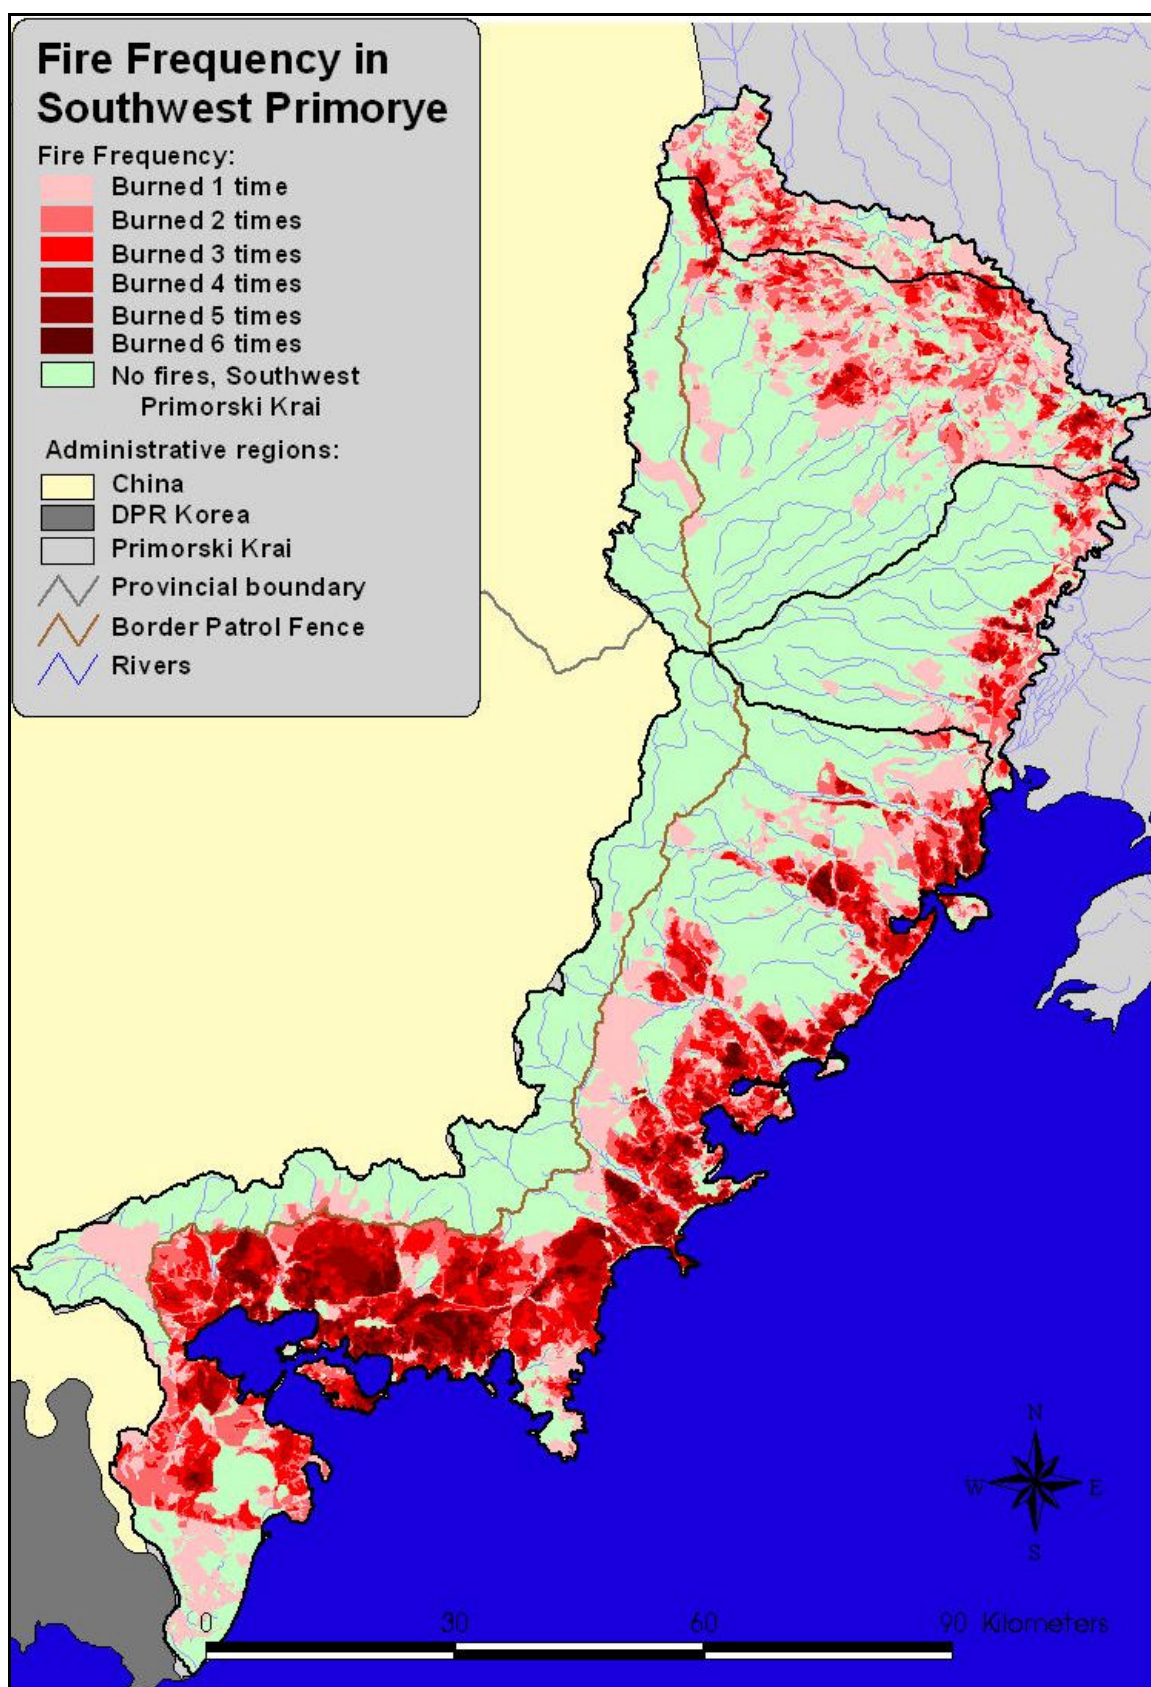 Fire Frequency in
Southwest Primorye
Fire Frequency:
Burned 1 time
Burned 2 times
Burned 3 times
Burned 4 times
Burned 5 times
Burned 6 times
No fires, Southwest
Primorski Krai
Administrative regions:
China
DPR Korea
Primorski Krai
Provincial boundary
Border Patrol Fence
Rivers
N
W E
S
0 30 60 90 Kilometers